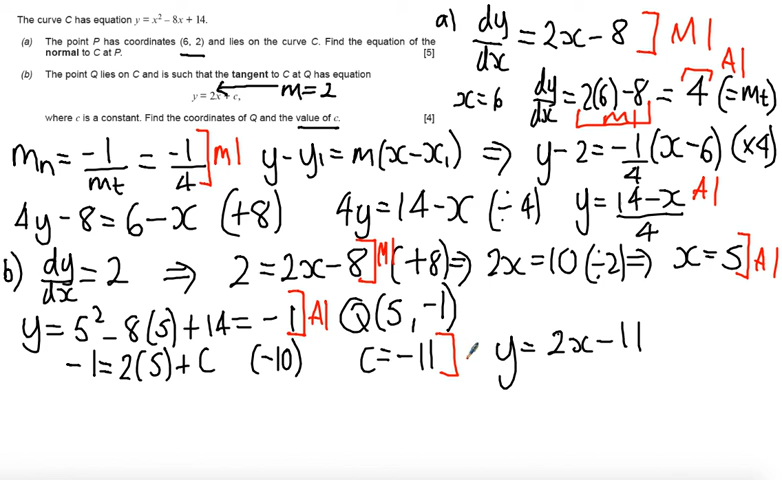 The curve C has equation y = x² – 8x + 14.
(a) The point P has coordinates (6, 2) and lies on the curve C. Find the equation of the
normal to C at P. [5]
(b) The point Q lies on C and is such that the tangent to C at Q has equation
y = 2x + c, m = 2
where c is a constant. Find the coordinates of Q and the value of c. [4]
a) dy/dx = 2x - 8 ] M1
x = 6 dy/dx = 2(6) - 8 = 4 (= mt) M1 A1
mn = -1/mt = -1/4 ] M1 y - y₁ = m(x - x₁) ⇒ y - 2 = -1/4 (x - 6) (×4)
4y - 8 = 6 - x (+8) 4y = 14 - x (÷4) y = (14 - x)/4 A1
b) dy/dx = 2 ⇒ 2 = 2x - 8 ] M1 (+8) ⇒ 2x = 10 (÷2) ⇒ x = 5 ] A1
y = 5² - 8(5) + 14 = -1 ] A1 Q(5, -1)
-1 = 2(5) + C (-10) C = -11 ] y = 2x - 11